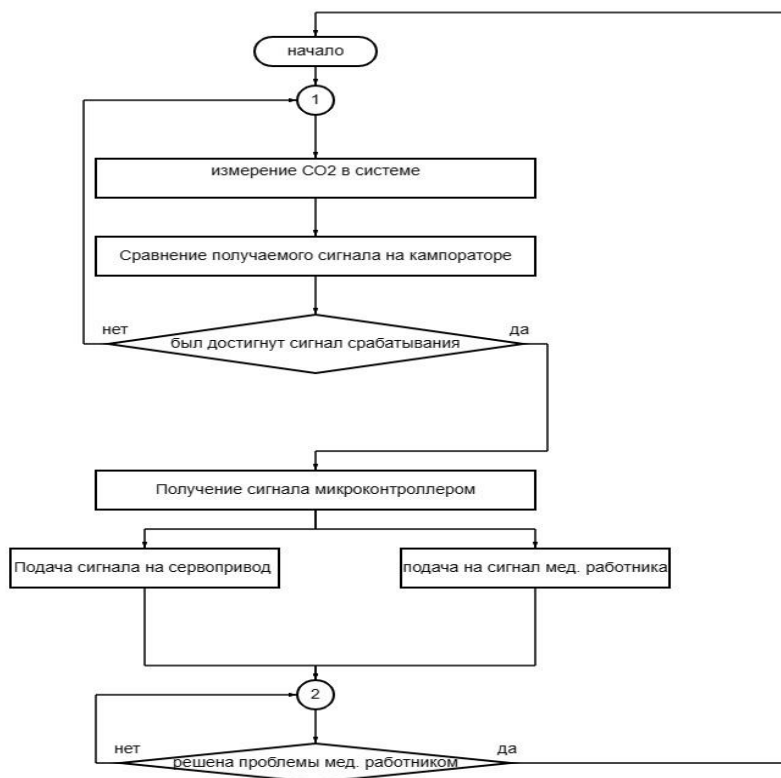 начало
1
измерение CO2 в системе
Сравнение получаемого сигнала на кампораторе
нет
да
был достигнут сигнал срабатывания
Получение сигнала микроконтроллером
Подача сигнала на сервопривод
подача на сигнал мед. работника
2
нет
да
решена проблемы мед. работником